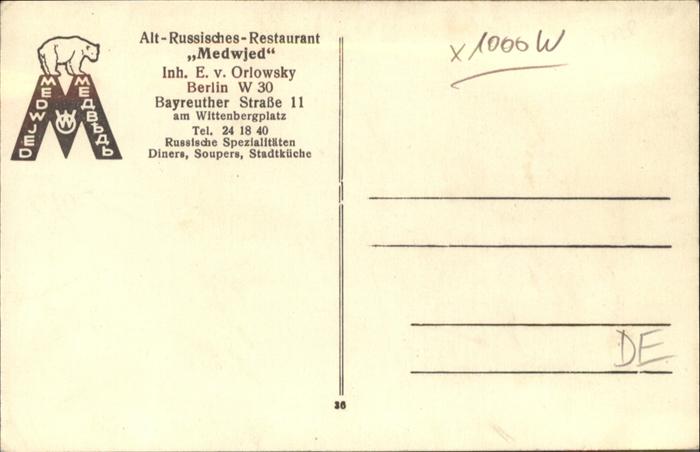 MEDWJED
МЕДВѢДЬ
Alt-Russisches-Restaurant
„Medwjed“
Inh. E. v. Orlowsky
Berlin W 30
Bayreuther Straße 11
am Wittenbergplatz
Tel. 24 18 40
Russische Spezialitäten
Diners, Soupers, Stadtküche
x 1000 W
DE
36